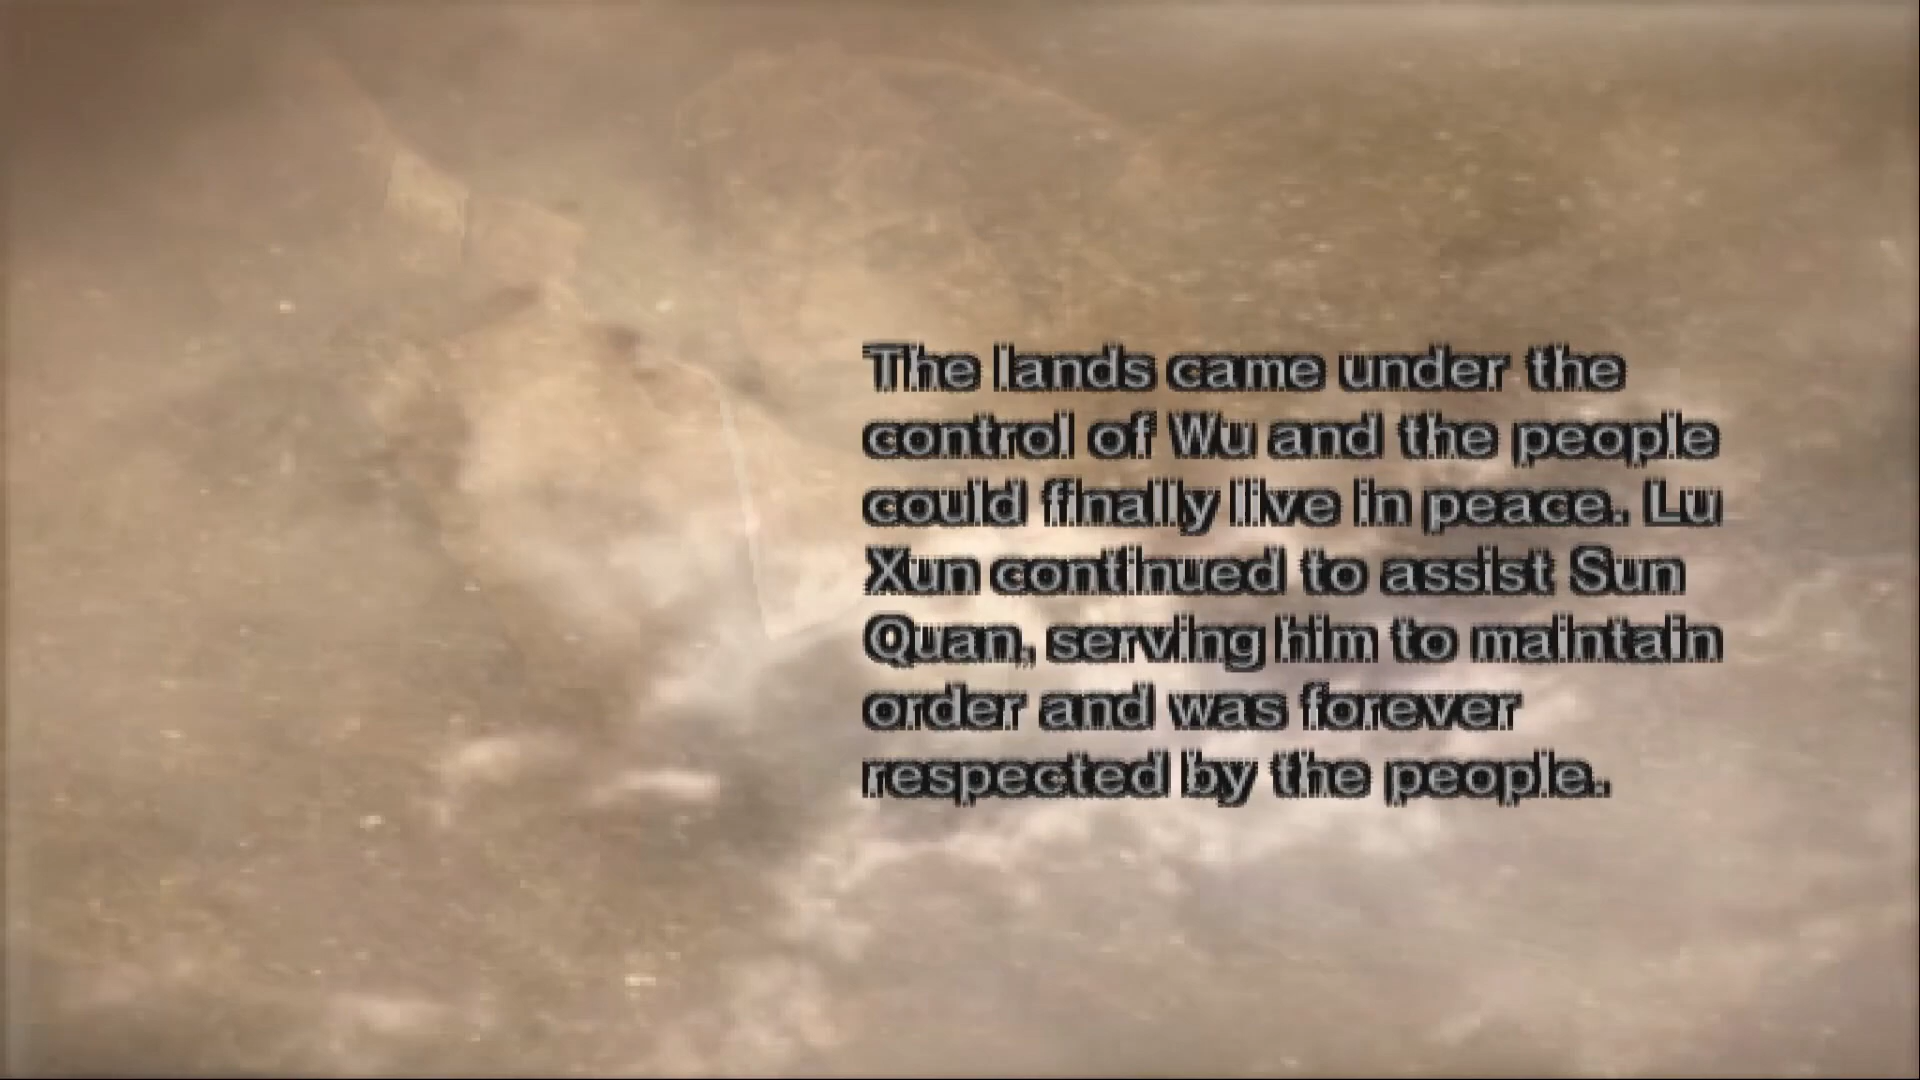 The lands came under the
control of Wu and the people
could finally live in peace. Lu
Xun continued to assist Sun
Quan, serving him to maintain
order and was forever
respected by the people.